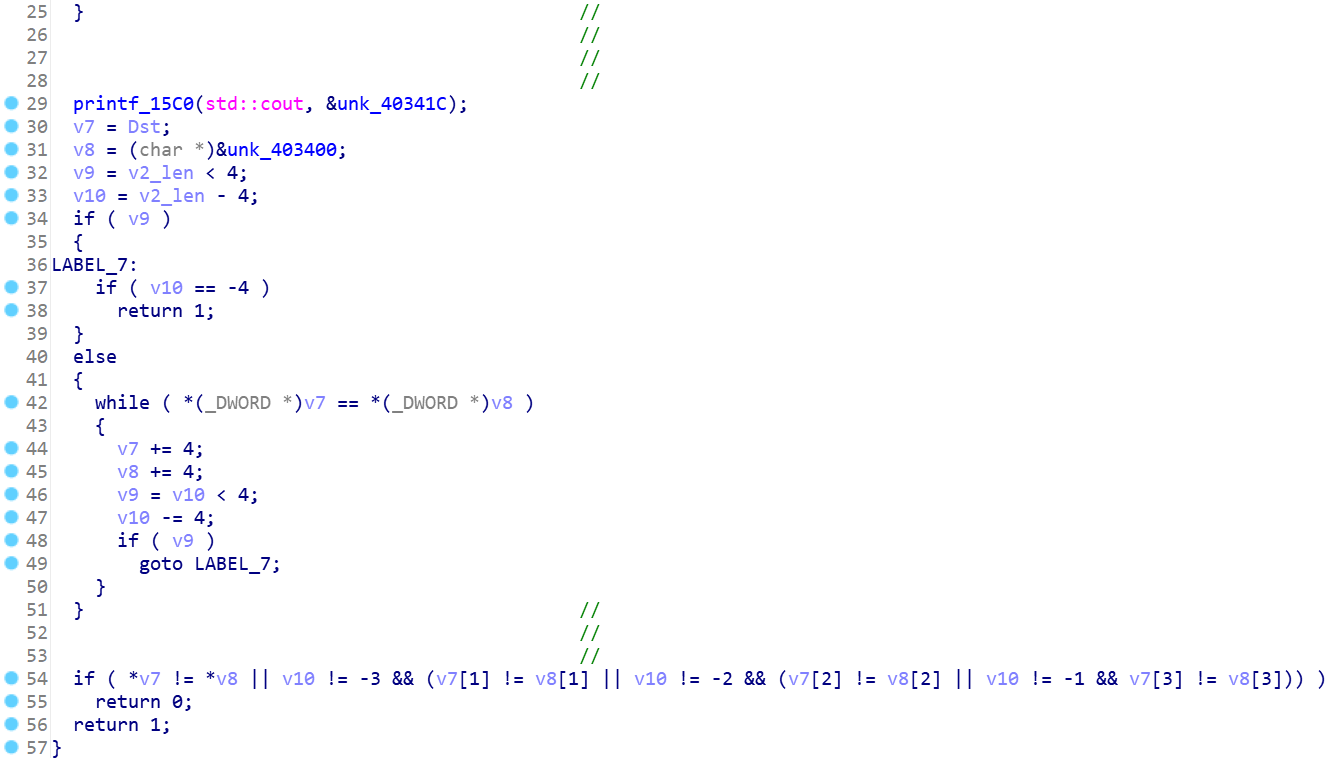 25 } //
26 //
27 //
28 //
29 printf_15C0(std::cout, &unk_40341C);
30 v7 = Dst;
31 v8 = (char *)&unk_403400;
32 v9 = v2_len < 4;
33 v10 = v2_len - 4;
34 if ( v9 )
35 {
36 LABEL_7:
37 if ( v10 == -4 )
38 return 1;
39 }
40 else
41 {
42 while ( *(_DWORD *)v7 == *(_DWORD *)v8 )
43 {
44 v7 += 4;
45 v8 += 4;
46 v9 = v10 < 4;
47 v10 -= 4;
48 if ( v9 )
49 goto LABEL_7;
50 }
51 } //
52 //
53 //
54 if ( *v7 != *v8 || v10 != -3 && (v7[1] != v8[1] || v10 != -2 && (v7[2] != v8[2] || v10 != -1 && v7[3] != v8[3])) )
55 return 0;
56 return 1;
57 }